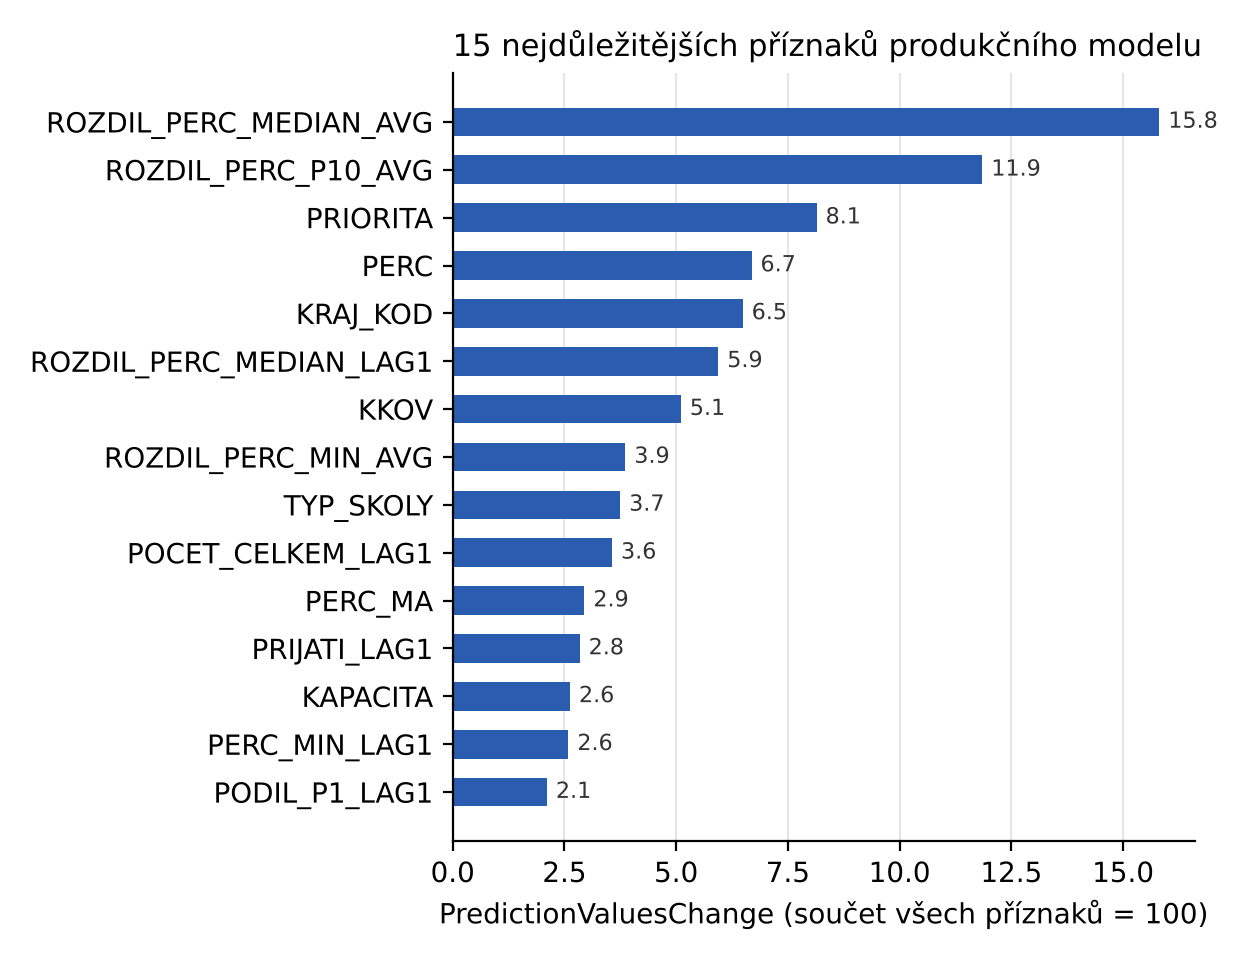 15 nejdůležitějších příznaků produkčního modelu
ROZDIL_PERC_MEDIAN_AVG 15.8
ROZDIL_PERC_P10_AVG 11.9
PRIORITA 8.1
PERC 6.7
KRAJ_KOD 6.5
ROZDIL_PERC_MEDIAN_LAG1 5.9
KKOV 5.1
ROZDIL_PERC_MIN_AVG 3.9
TYP_SKOLY 3.7
POCET_CELKEM_LAG1 3.6
PERC_MA 2.9
PRIJATI_LAG1 2.8
KAPACITA 2.6
PERC_MIN_LAG1 2.6
PODIL_P1_LAG1 2.1
0.0 2.5 5.0 7.5 10.0 12.5 15.0
PredictionValuesChange (součet všech příznaků = 100)